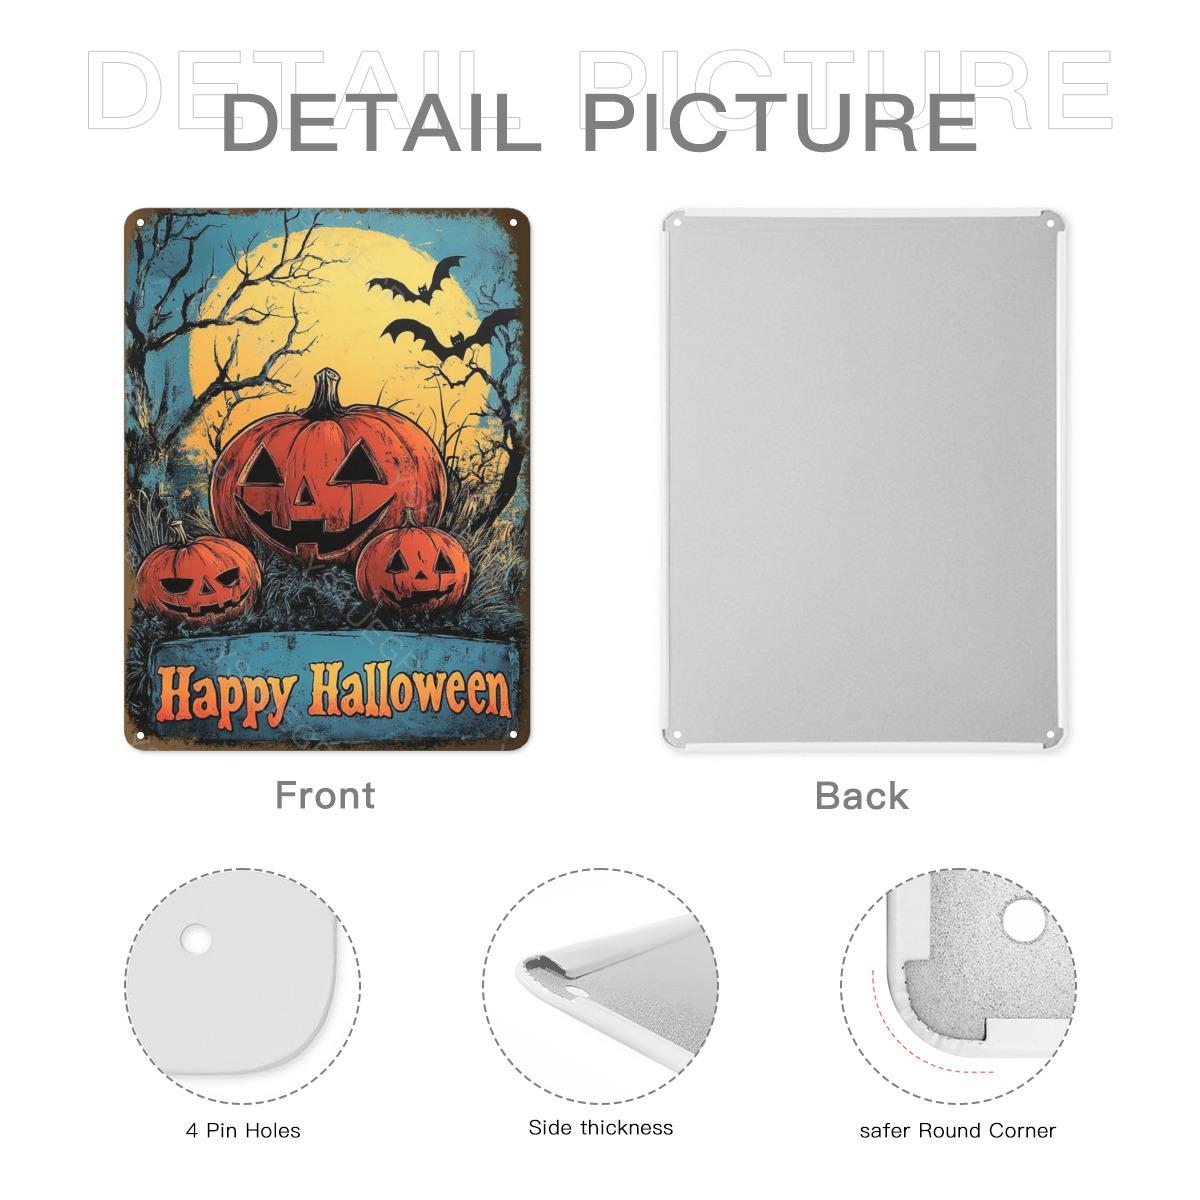 DETAIL PICTURE
DETAIL PICTURE
Happy Halloween
Front
Back
4 Pin Holes
Side thickness
safer Round Corner